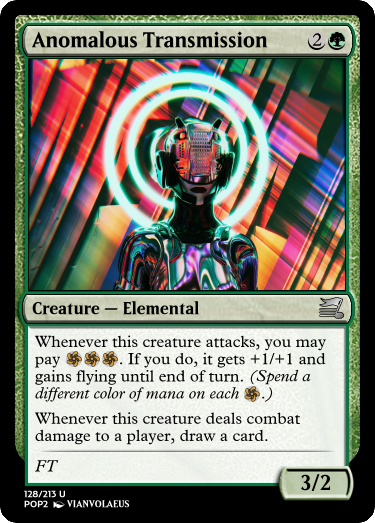 Anomalous Transmission 2
Creature — Elemental
Whenever this creature attacks, you may
pay . If you do, it gets +1/+1 and
gains flying until end of turn. (Spend a
different color of mana on each .)
Whenever this creature deals combat
damage to a player, draw a card.
FT
3/2
128/213 U
POP2 VIANVOLAEUS